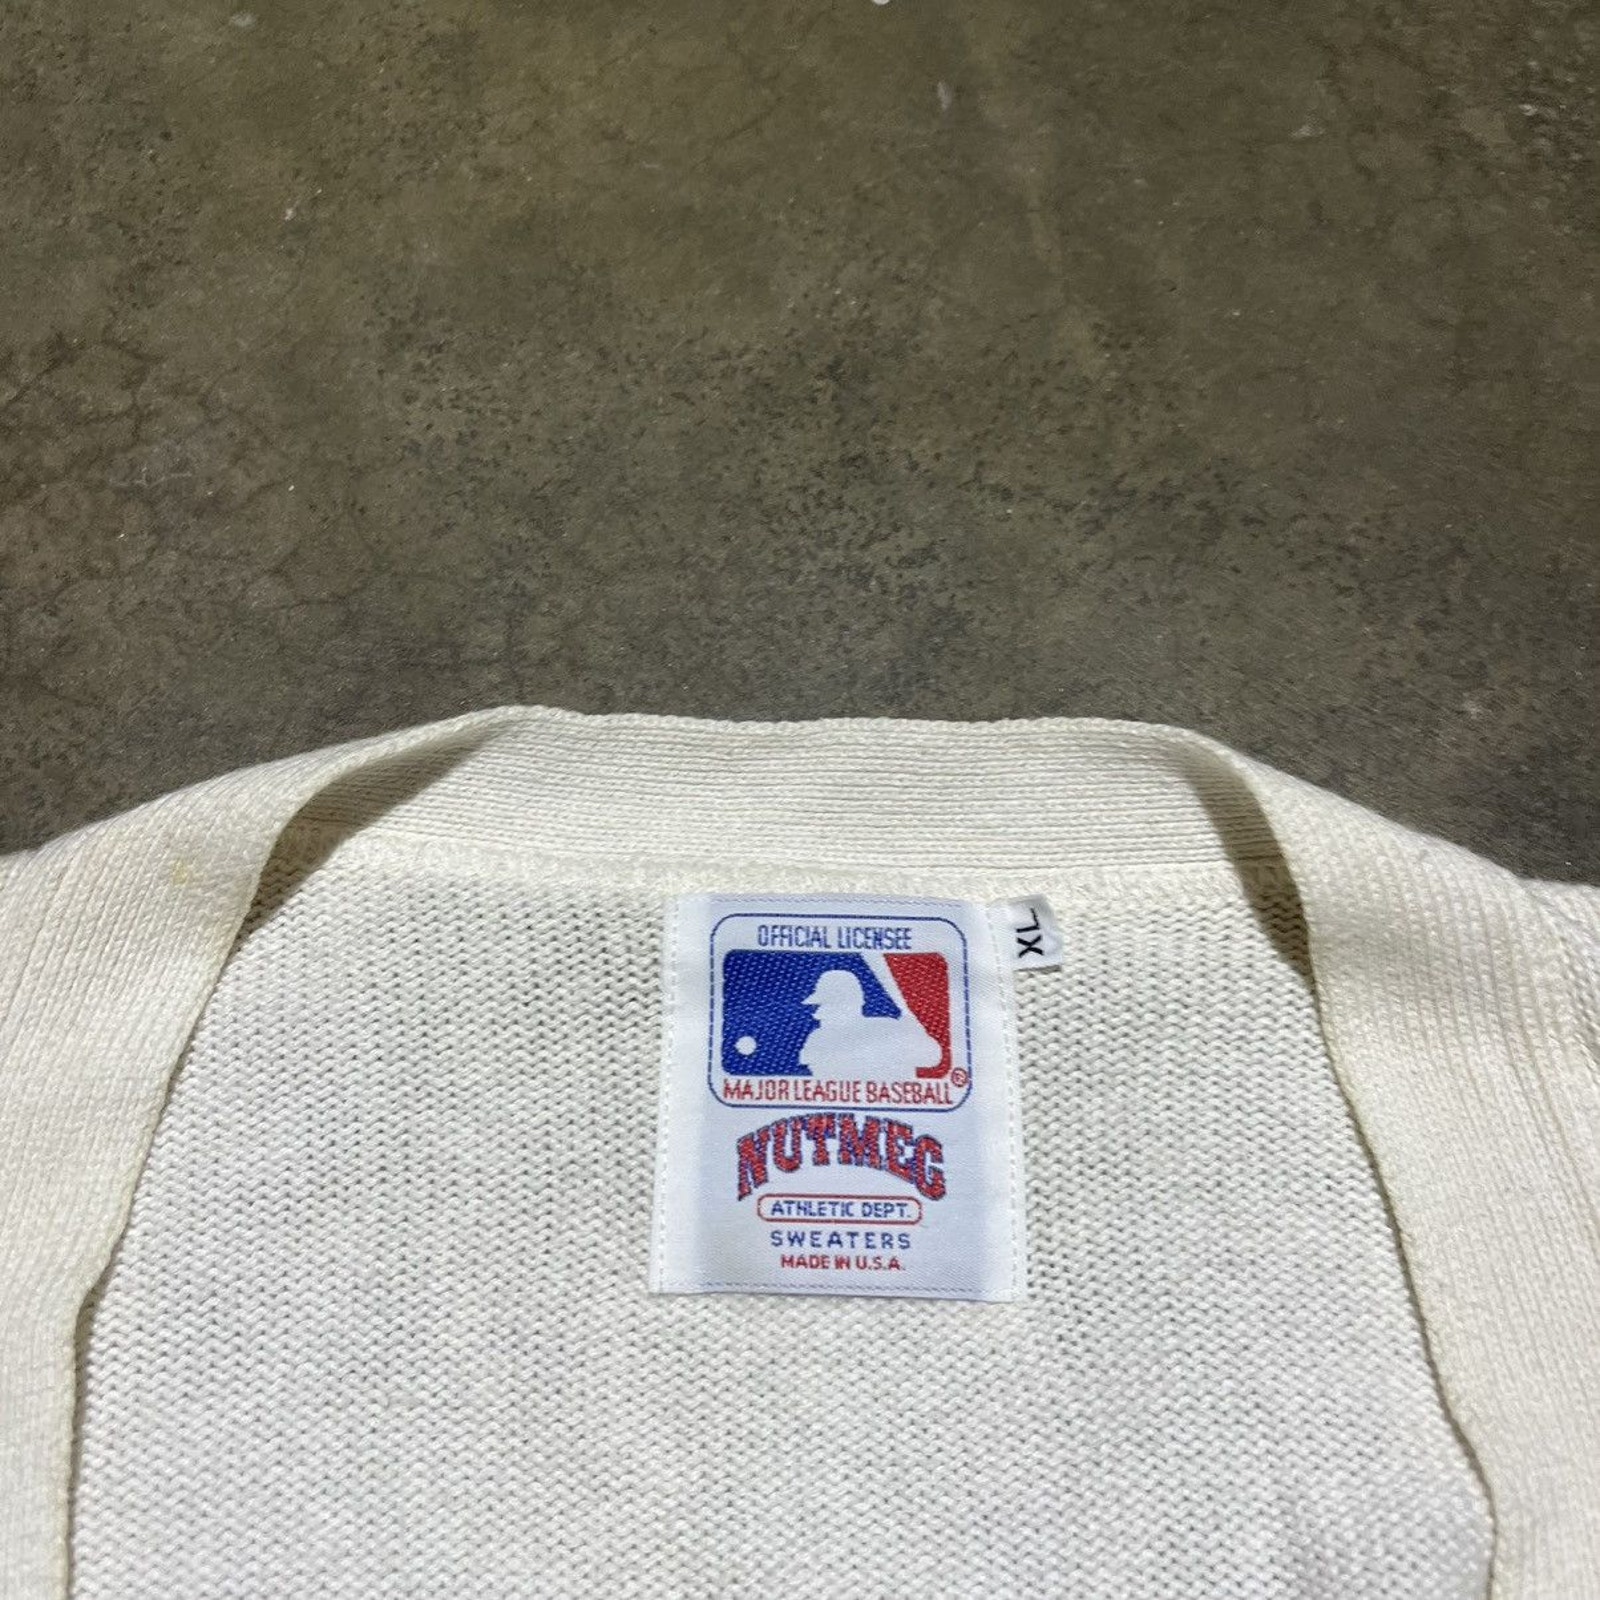 OFFICIAL LICENSEE
XL
MAJOR LEAGUE BASEBALL®
NUTMEG
ATHLETIC DEPT.
SWEATERS
MADE IN U.S.A.